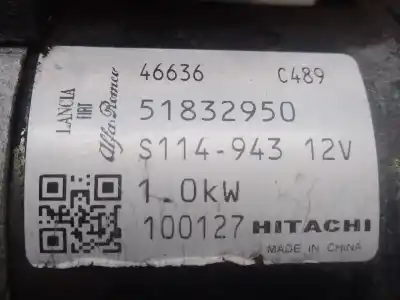 46636 C489
LANCIA
FIAT
Alfa Romeo
51832950
S114-943 12V
1.0kW
100127 HITACHI
MADE IN CHINA